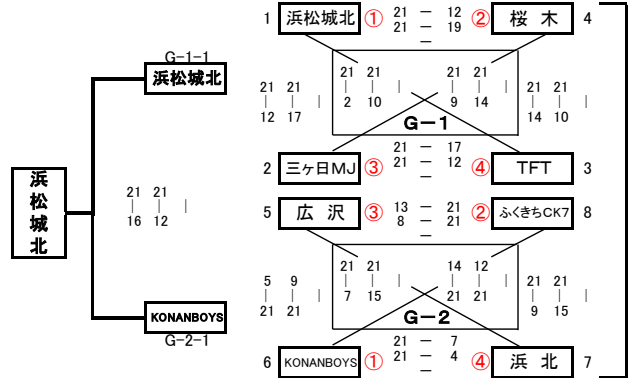 1 浜松城北 ① 21 — 12 ② 桜木 4
21 — 19
—
G-1-1
浜松城北
21 21 | 21 21 | 21 21 | 21 21
| | | | | | | |
12 17 2 10 9 14 14 10
G－1
21 — 17
2 三ヶ日MJ ③ 21 — 12 ④ TFT 3
—
浜松城北
21 21
| | |
16 12
5 広沢 ③ 13 — 21 ② ふくきちCK7 8
8 — 21
—
5 9 | 21 21 | 14 12 | 21 21
| | | | | | | |
21 21 7 15 21 21 9 15
G－2
KONANBOYS
G-2-1
21 — 7
6 KONANBOYS ① 21 — 4 ④ 浜北 7
—